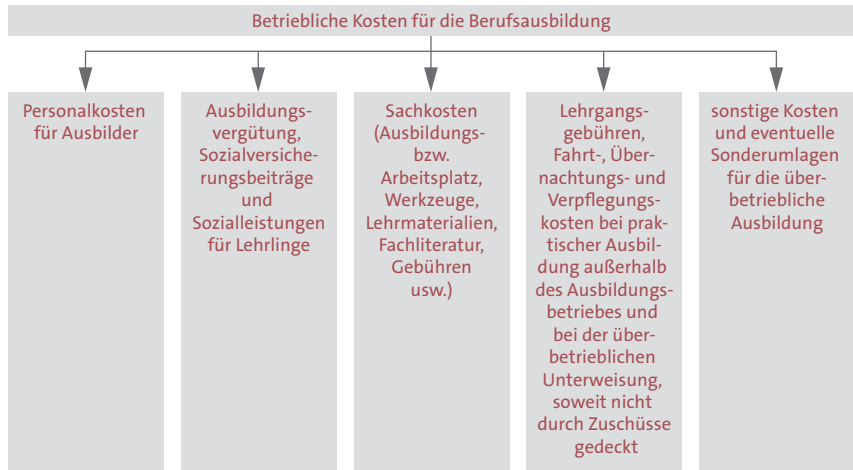 Betriebliche Kosten für die Berufsausbildung
Personalkosten
für Ausbilder
Ausbildungs-
vergütung,
Sozialversiche-
rungsbeiträge
und
Sozialleistungen
für Lehrlinge
Sachkosten
(Ausbildungs-
bzw.
Arbeitsplatz,
Werkzeuge,
Lehrmaterialien,
Fachliteratur,
Gebühren
usw.)
Lehrgangs-
gebühren,
Fahrt-, Über-
nachtungs- und
Verpflegungs-
kosten bei prak-
tischer Ausbil-
dung außerhalb
des Ausbildungs-
betriebes und
bei der über-
betrieblichen
Unterweisung,
soweit nicht
durch Zuschüsse
gedeckt
sonstige Kosten
und eventuelle
Sonderumlagen
für die über-
betriebliche
Ausbildung